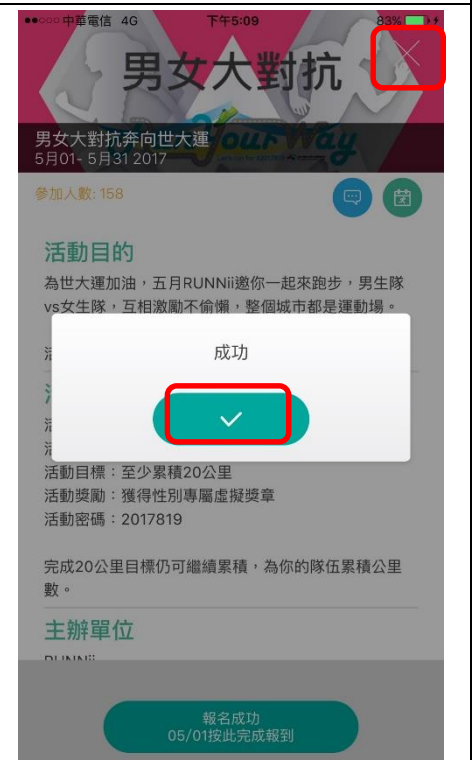 中華電信 4G 下午5:09 83%
男女大對抗
Your Way
男女大對抗奔向世大運
5月01- 5月31 2017
參加人數: 158
活動目的
為世大運加油，五月RUNNii邀你一起來跑步，男生隊
vs女生隊，互相激勵不偷懶，整個城市都是運動場。
成功
活動目標：至少累積20公里
活動獎勵：獲得性別專屬虛擬獎章
活動密碼：2017819
完成20公里目標仍可繼續累積，為你的隊伍累積公里
數。
主辦單位
RUNNii
報名成功
05/01按此完成報到